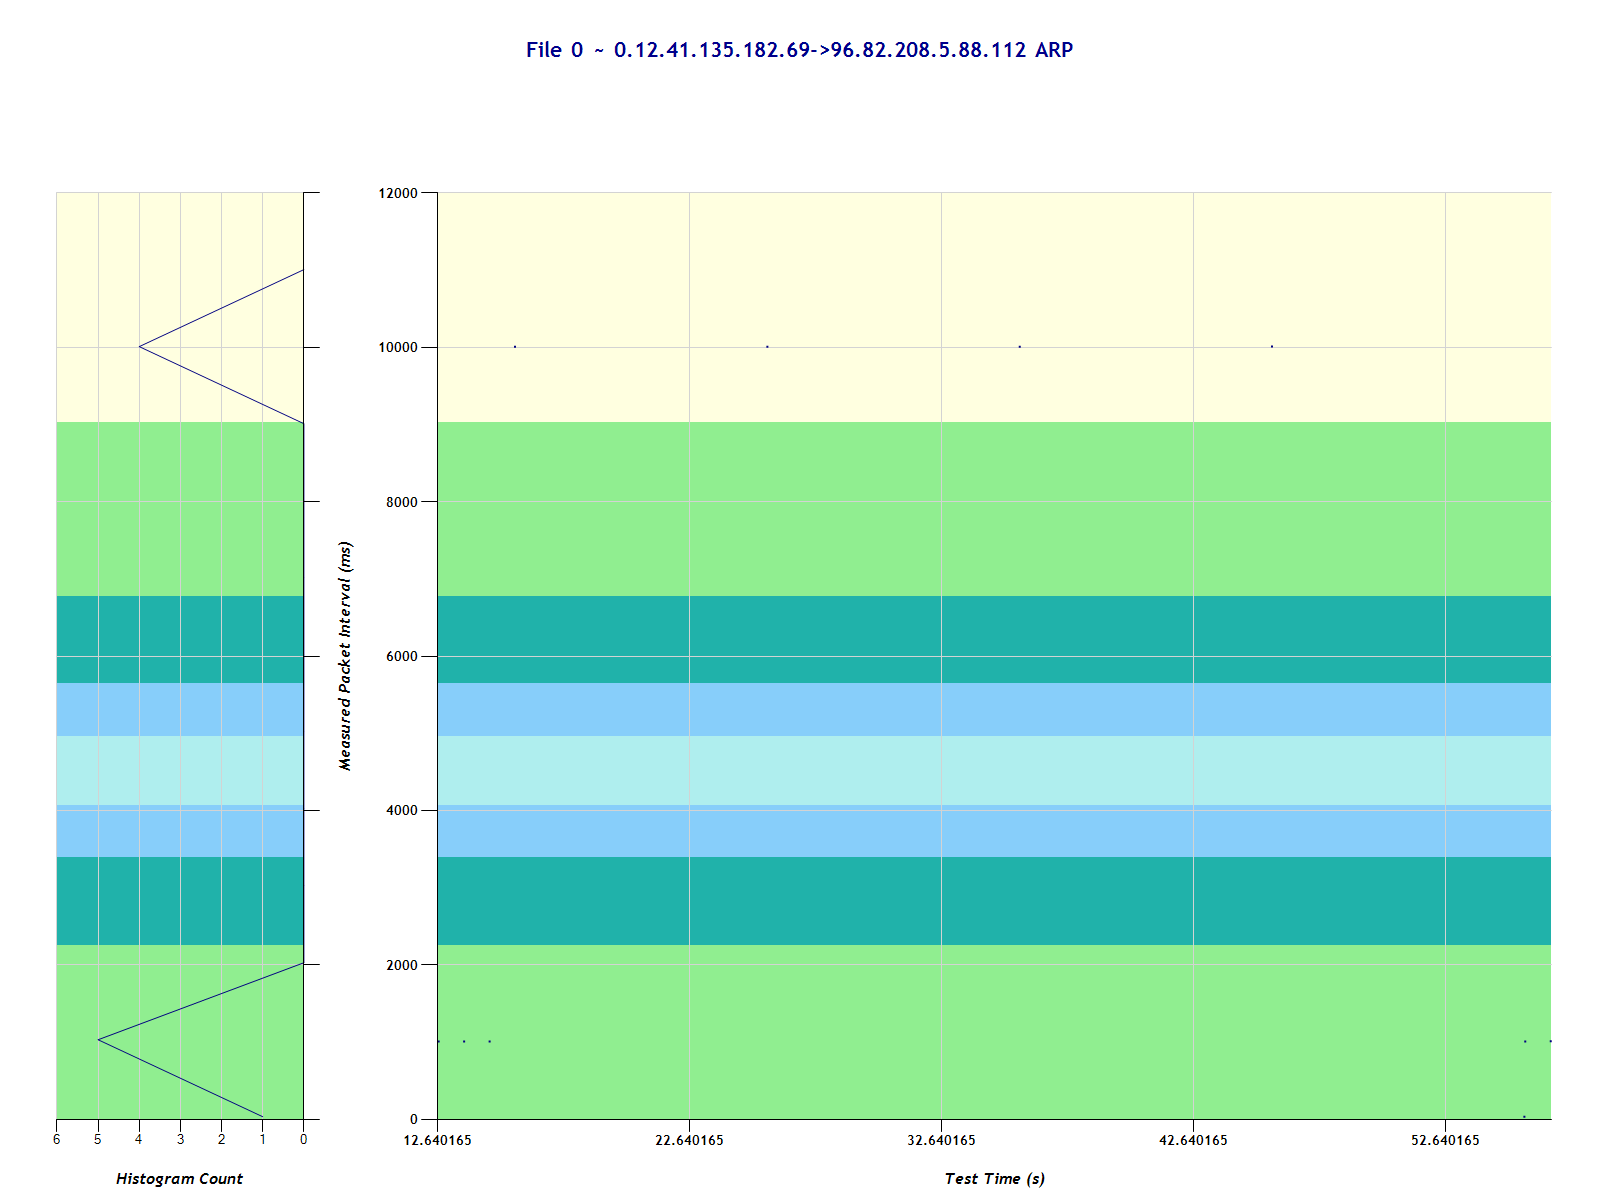 File 0 ~ 0.12.41.135.182.69->96.82.208.5.88.112 ARP
12000
10000
8000
6000
4000
2000
0
Measured Packet Interval (ms)
6 5 4 3 2 1 0
12.640165 22.640165 32.640165 42.640165 52.640165
Histogram Count
Test Time (s)